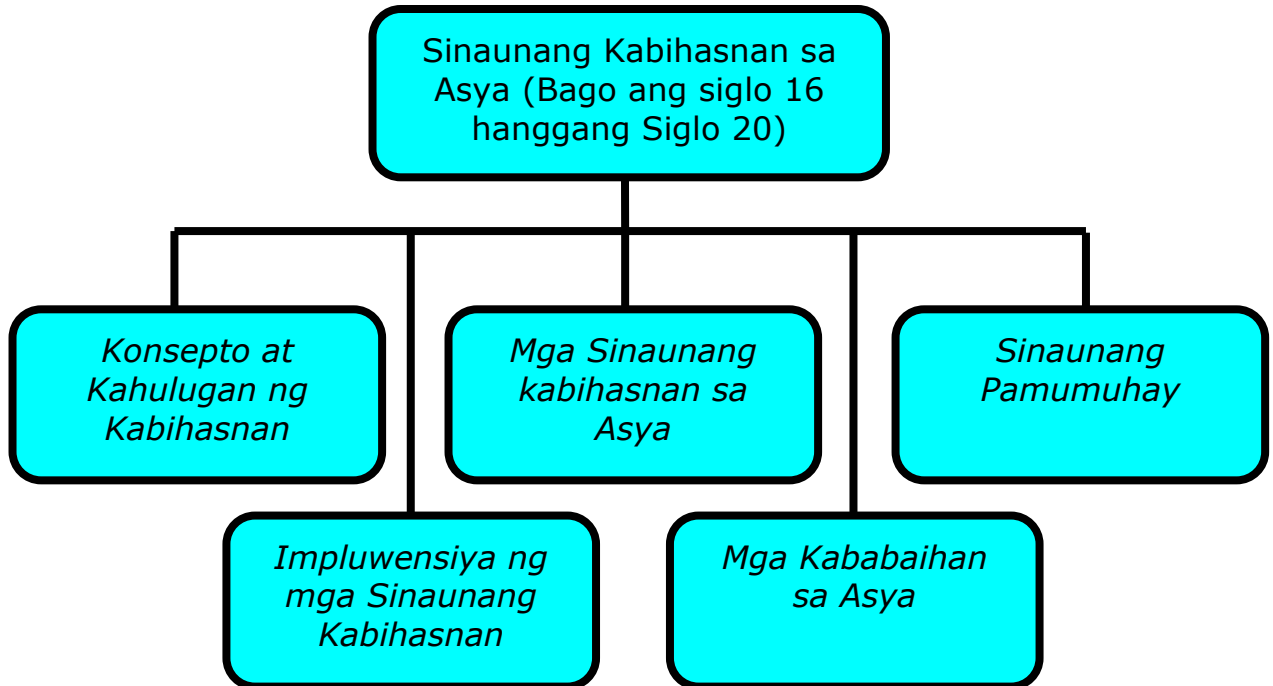 Sinaunang Kabihasnan sa
Asya (Bago ang siglo 16
hanggang Siglo 20)
Konsepto at
Kahulugan ng
Kabihasnan
Mga Sinaunang
kabihasnan sa
Asya
Sinaunang
Pamumuhay
Impluwensiya ng
mga Sinaunang
Kabihasnan
Mga Kababaihan
sa Asya